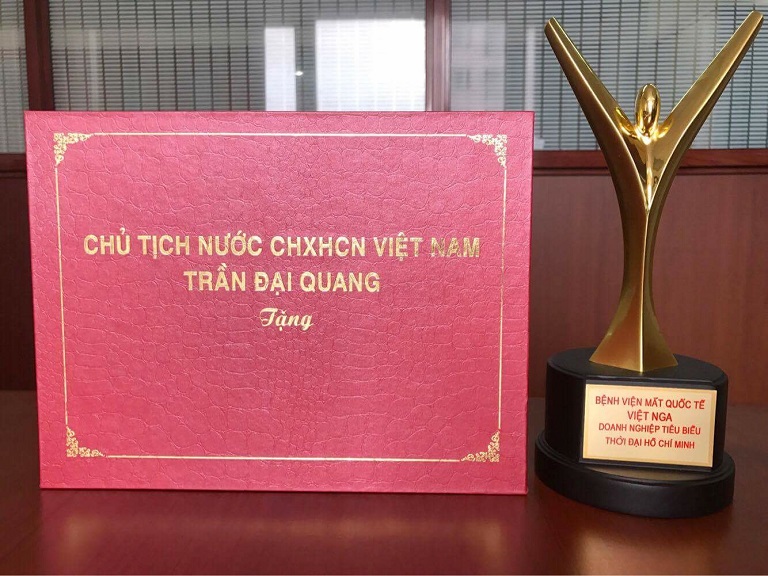 CHỦ TỊCH NƯỚC CHXHCN VIỆT NAM
TRẦN ĐẠI QUANG
Tặng
BỆNH VIỆN MẮT QUỐC TẾ
VIỆT NGA
DOANH NGHIỆP TIÊU BIỂU
THỜI ĐẠI HỒ CHÍ MINH